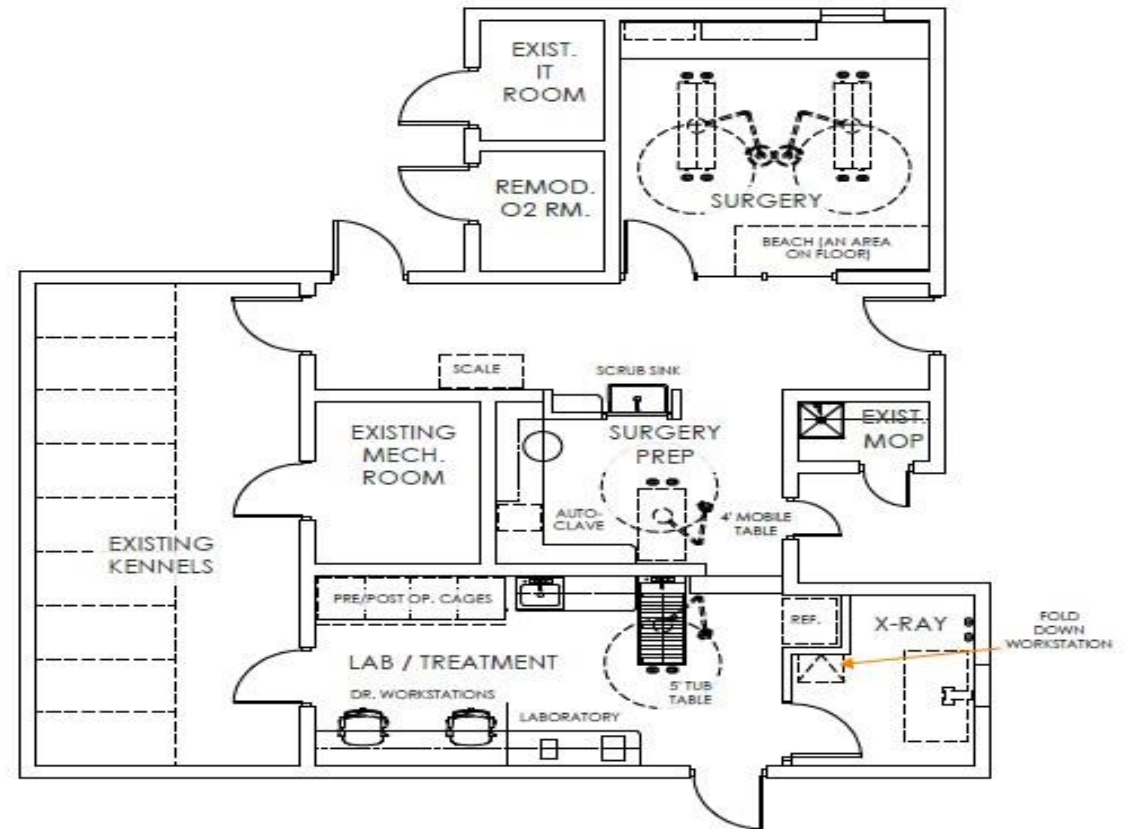 EXIST.
IT
ROOM
REMOD.
O2 RM.
SURGERY
BEACH (AN AREA
ON FLOOR)
SCALE
SCRUB SINK
EXISTING
MECH.
ROOM
SURGERY
PREP
EXIST.
MOP
AUTO-
CLAVE
4' MOBILE
TABLE
EXISTING
KENNELS
PRE/POST OP. CAGES
REF.
X-RAY
FOLD
DOWN
WORKSTATION
LAB / TREATMENT
DR. WORKSTATIONS
5' TUB
TABLE
LABORATORY